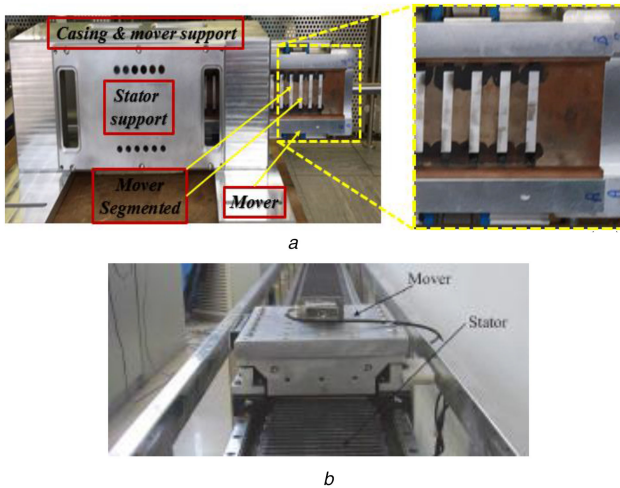 Casing & mover support
Stator
support
Mover
Segmented
Mover
a
Mover
Stator
b